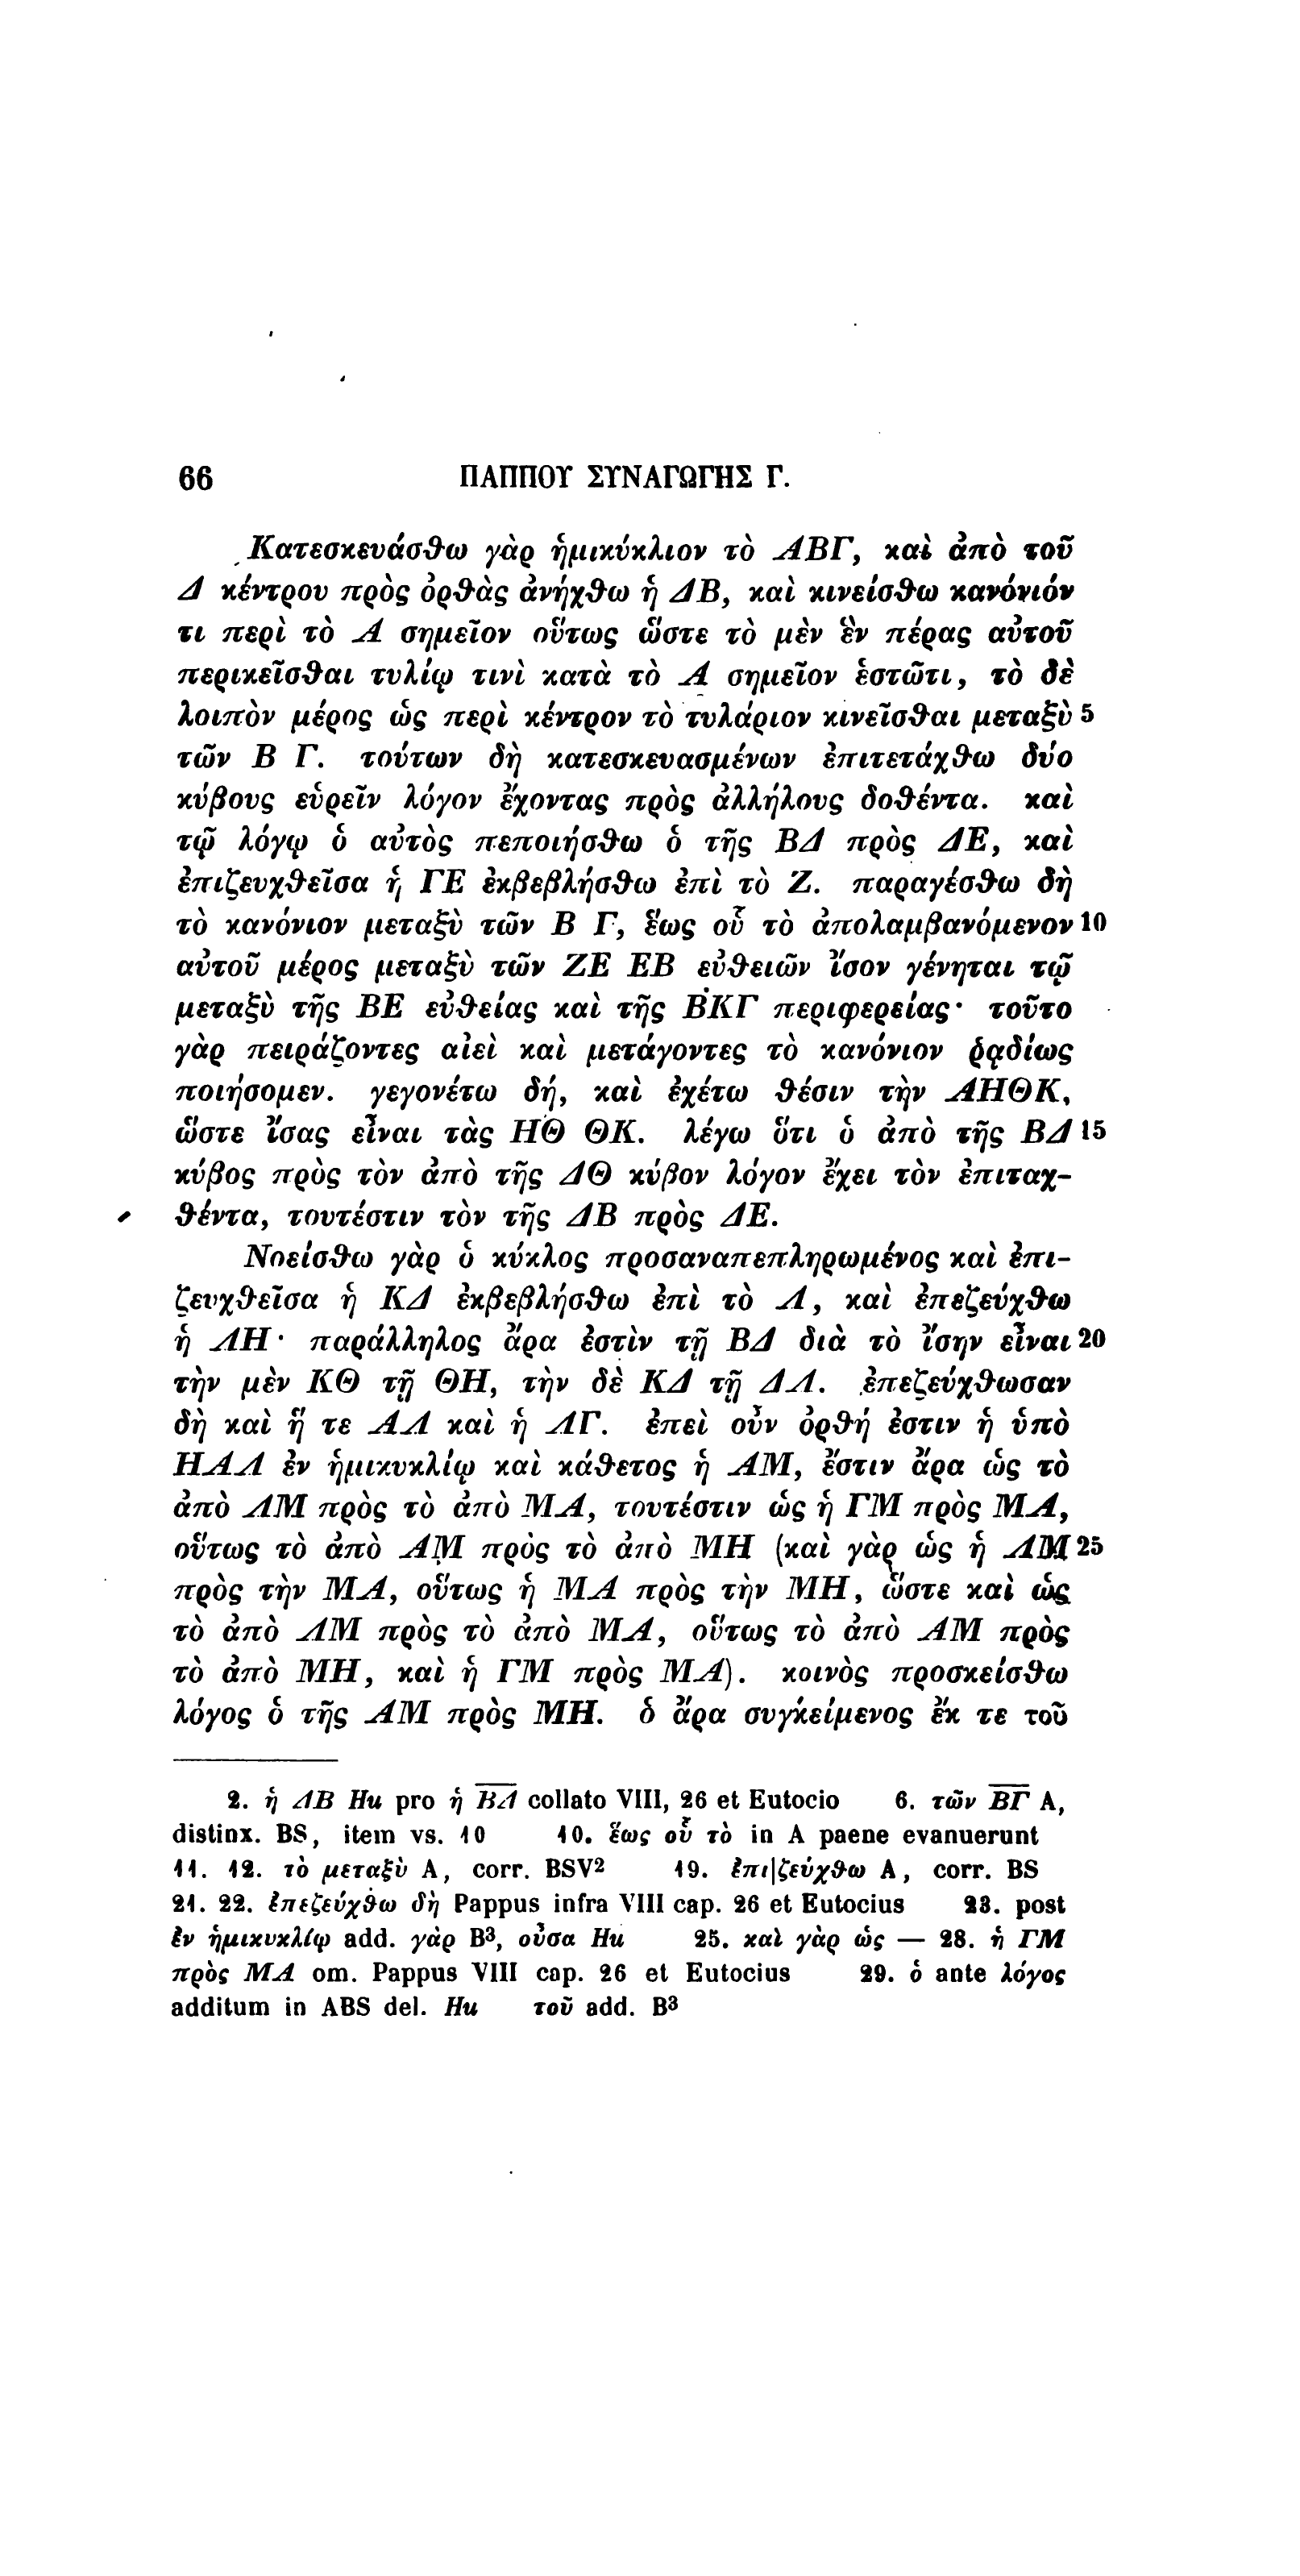 66 ΠΑΠΠΟΥ ΣΥΝΑΓΩΓΗΣ Γ.
Κατεσκευάσθω γὰρ ἡμικύκλιον τὸ ΑΒΓ, καὶ ἀπὸ τοῦ
Δ κέντρου πρὸς ὀρθὰς ἀνήχθω ἡ ΔΒ, καὶ κινείσθω κανόνιόν
τι περὶ τὸ Α σημεῖον οὕτως ὥστε τὸ μὲν ἓν πέρας αὐτοῦ
περικεῖσθαι τυλίῳ τινὶ κατὰ τὸ Α σημεῖον ἑστῶτι, τὸ δὲ
λοιπὸν μέρος ὡς περὶ κέντρον τὸ τυλάριον κινεῖσθαι μεταξὺ 5
τῶν Β Γ. τούτων δὴ κατεσκευασμένων ἐπιτετάχθω δύο
κύβους εὑρεῖν λόγον ἔχοντας πρὸς ἀλλήλους δοθέντα. καὶ
τῷ λόγῳ ὁ αὐτὸς πεποιήσθω ὁ τῆς ΒΔ πρὸς ΔΕ, καὶ
ἐπιζευχθεῖσα ἡ ΓΕ ἐκβεβλήσθω ἐπὶ τὸ Ζ. παραγέσθω δὴ
τὸ κανόνιον μεταξὺ τῶν Β Γ, ἕως οὗ τὸ ἀπολαμβανόμενον 10
αὐτοῦ μέρος μεταξὺ τῶν ΖΕ ΕΒ εὐθειῶν ἴσον γένηται τῷ
μεταξὺ τῆς ΒΕ εὐθείας καὶ τῆς ΒΚΓ περιφερείας· τοῦτο
γὰρ πειράζοντες αἰεὶ καὶ μετάγοντες τὸ κανόνιον ῥᾳδίως
ποιήσομεν. γεγονέτω δή, καὶ ἐχέτω θέσιν τὴν ΑΗΘΚ,
ὥστε ἴσας εἶναι τὰς ΗΘ ΘΚ. λέγω ὅτι ὁ ἀπὸ τῆς ΒΔ 15
κύβος πρὸς τὸν ἀπὸ τῆς ΔΘ κύβον λόγον ἔχει τὸν ἐπιταχ-
θέντα, τουτέστιν τὸν τῆς ΔΒ πρὸς ΔΕ.
Νοείσθω γὰρ ὁ κύκλος προσαναπεπληρωμένος καὶ ἐπι-
ζευχθεῖσα ἡ ΚΔ ἐκβεβλήσθω ἐπὶ τὸ Λ, καὶ ἐπεζεύχθω
ἡ ΛΗ· παράλληλος ἄρα ἐστὶν τῇ ΒΔ διὰ τὸ ἴσην εἶναι 20
τὴν μὲν ΚΘ τῇ ΘΗ, τὴν δὲ ΚΔ τῇ ΔΛ. ἐπεζεύχθωσαν
δὴ καὶ ἥ τε ΑΛ καὶ ἡ ΛΓ. ἐπεὶ οὖν ὀρθή ἐστιν ἡ ὑπὸ
ΗΑΛ ἐν ἡμικυκλίῳ καὶ κάθετος ἡ ΑΜ, ἔστιν ἄρα ὡς τὸ
ἀπὸ ΛΜ πρὸς τὸ ἀπὸ ΜΑ, τουτέστιν ὡς ἡ ΓΜ πρὸς ΜΑ,
οὕτως τὸ ἀπὸ ΑΜ πρὸς τὸ ἀπὸ ΜΗ (καὶ γὰρ ὡς ἡ ΛΜ 25
πρὸς τὴν ΜΑ, οὕτως ἡ ΜΑ πρὸς τὴν ΜΗ, ὥστε καὶ ὡς
τὸ ἀπὸ ΛΜ πρὸς τὸ ἀπὸ ΜΑ, οὕτως τὸ ἀπὸ ΑΜ πρὸς
τὸ ἀπὸ ΜΗ, καὶ ἡ ΓΜ πρὸς ΜΑ). κοινὸς προσκείσθω
λόγος ὁ τῆς ΑΜ πρὸς ΜΗ. ὁ ἄρα συγκείμενος ἔκ τε τοῦ
2. ἡ ΔΒ Hu pro ἡ ΒΛ collato VIII, 26 et Eutocio 6. τῶν ΒΓ A,
distinx. BS, item vs. 10 10. ἕως οὗ τὸ in A paene evanuerunt
11. 12. τὸ μεταξὺ A, corr. BSV² 19. ἐπι|ζεύχθω A, corr. BS
21. 22. ἐπεζεύχθω δὴ Pappus infra VIII cap. 26 et Eutocius 23. post
ἐν ἡμικυκλίῳ add. γὰρ B³, οὖσα Hu 25. καὶ γὰρ ὡς — 28. ἡ ΓΜ
πρὸς ΜΑ om. Pappus VIII cap. 26 et Eutocius 29. ὁ ante λόγος
additum in ABS del. Hu τοῦ add. B³